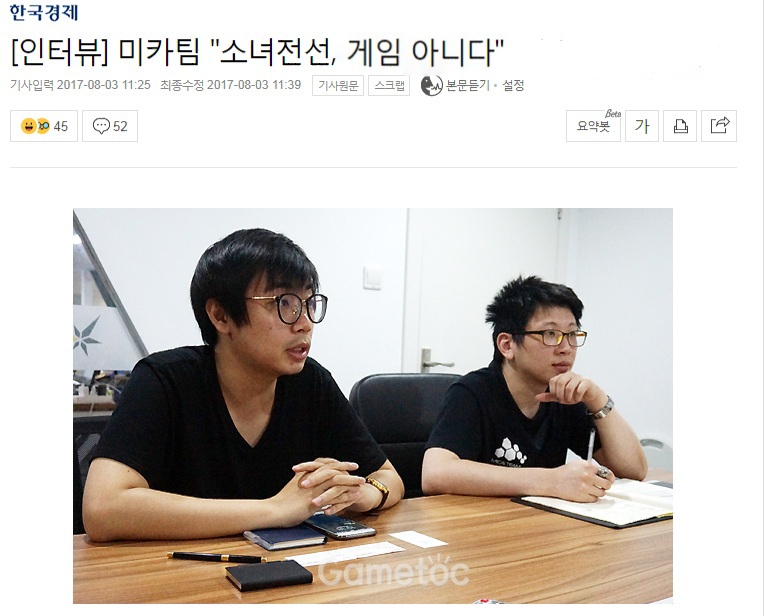 한국경제
[인터뷰] 미카팀 "소녀전선, 게임 아니다"
기사입력 2017-08-03 11:25 최종수정 2017-08-03 11:39 기사원문 스크랩 본문듣기 · 설정
45 52 요약봇 Beta 가
MICA TEAM
Gametoc